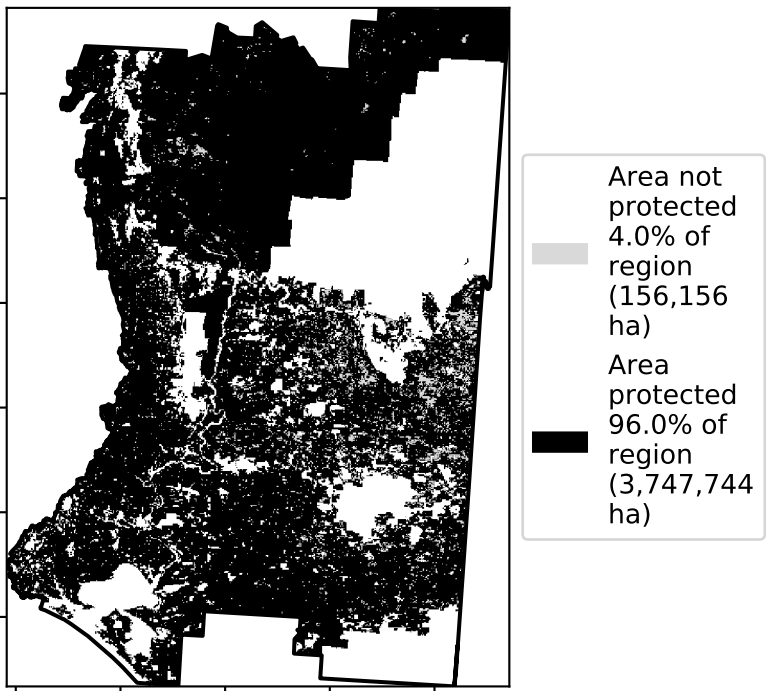 Area not
protected
4.0% of
region
(156,156
ha)
Area
protected
96.0% of
region
(3,747,744
ha)